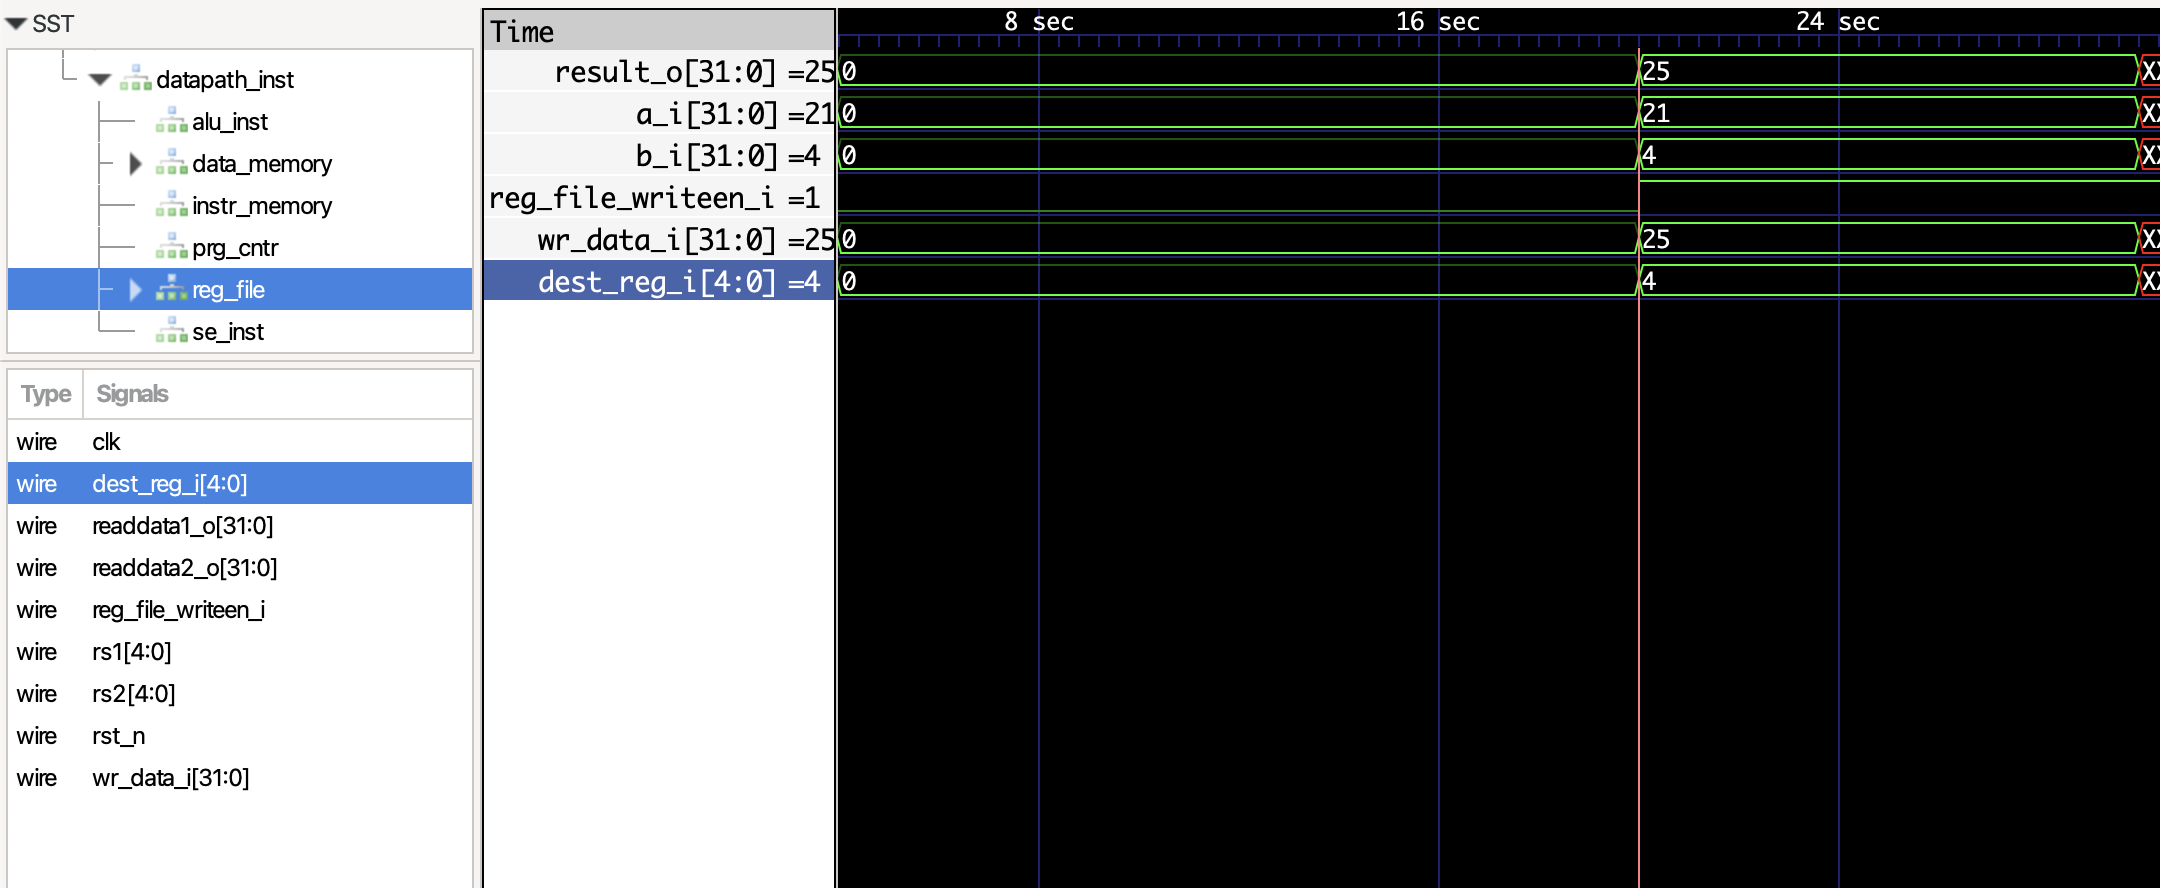 SST
datapath_inst
alu_inst
data_memory
instr_memory
prg_cntr
reg_file
se_inst
Type Signals
wire clk
wire dest_reg_i[4:0]
wire readdata1_o[31:0]
wire readdata2_o[31:0]
wire reg_file_writeen_i
wire rs1[4:0]
wire rs2[4:0]
wire rst_n
wire wr_data_i[31:0]
Time
8 sec 16 sec 24 sec
result_o[31:0] =25 0 25 XX
a_i[31:0] =21 0 21 XX
b_i[31:0] =4 0 4 XX
reg_file_writeen_i =1
wr_data_i[31:0] =25 0 25 XX
dest_reg_i[4:0] =4 0 4 XX